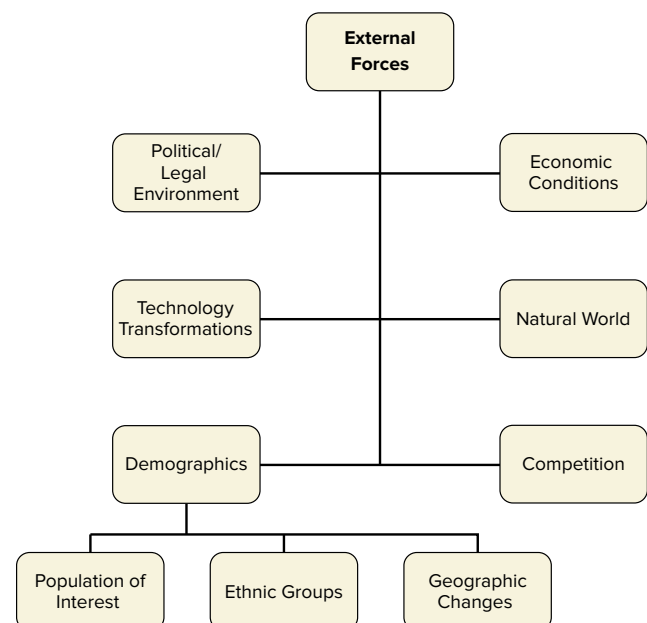 External
Forces
Political/
Legal
Environment
Economic
Conditions
Technology
Transformations
Natural World
Demographics
Competition
Population of
Interest
Ethnic Groups
Geographic
Changes